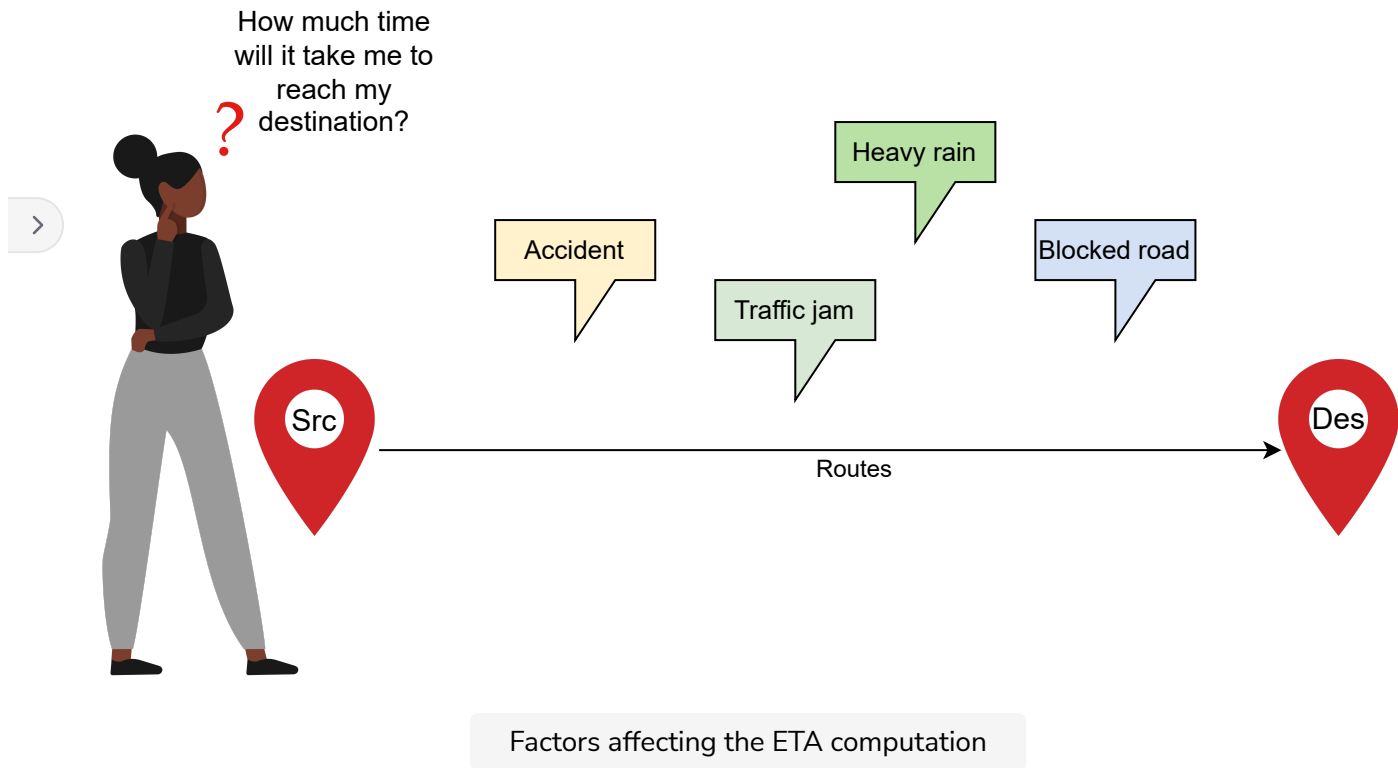 How much time
will it take me to
reach my
destination?
?
Heavy rain
Accident
Blocked road
Traffic jam
Src
Des
Routes
Factors affecting the ETA computation